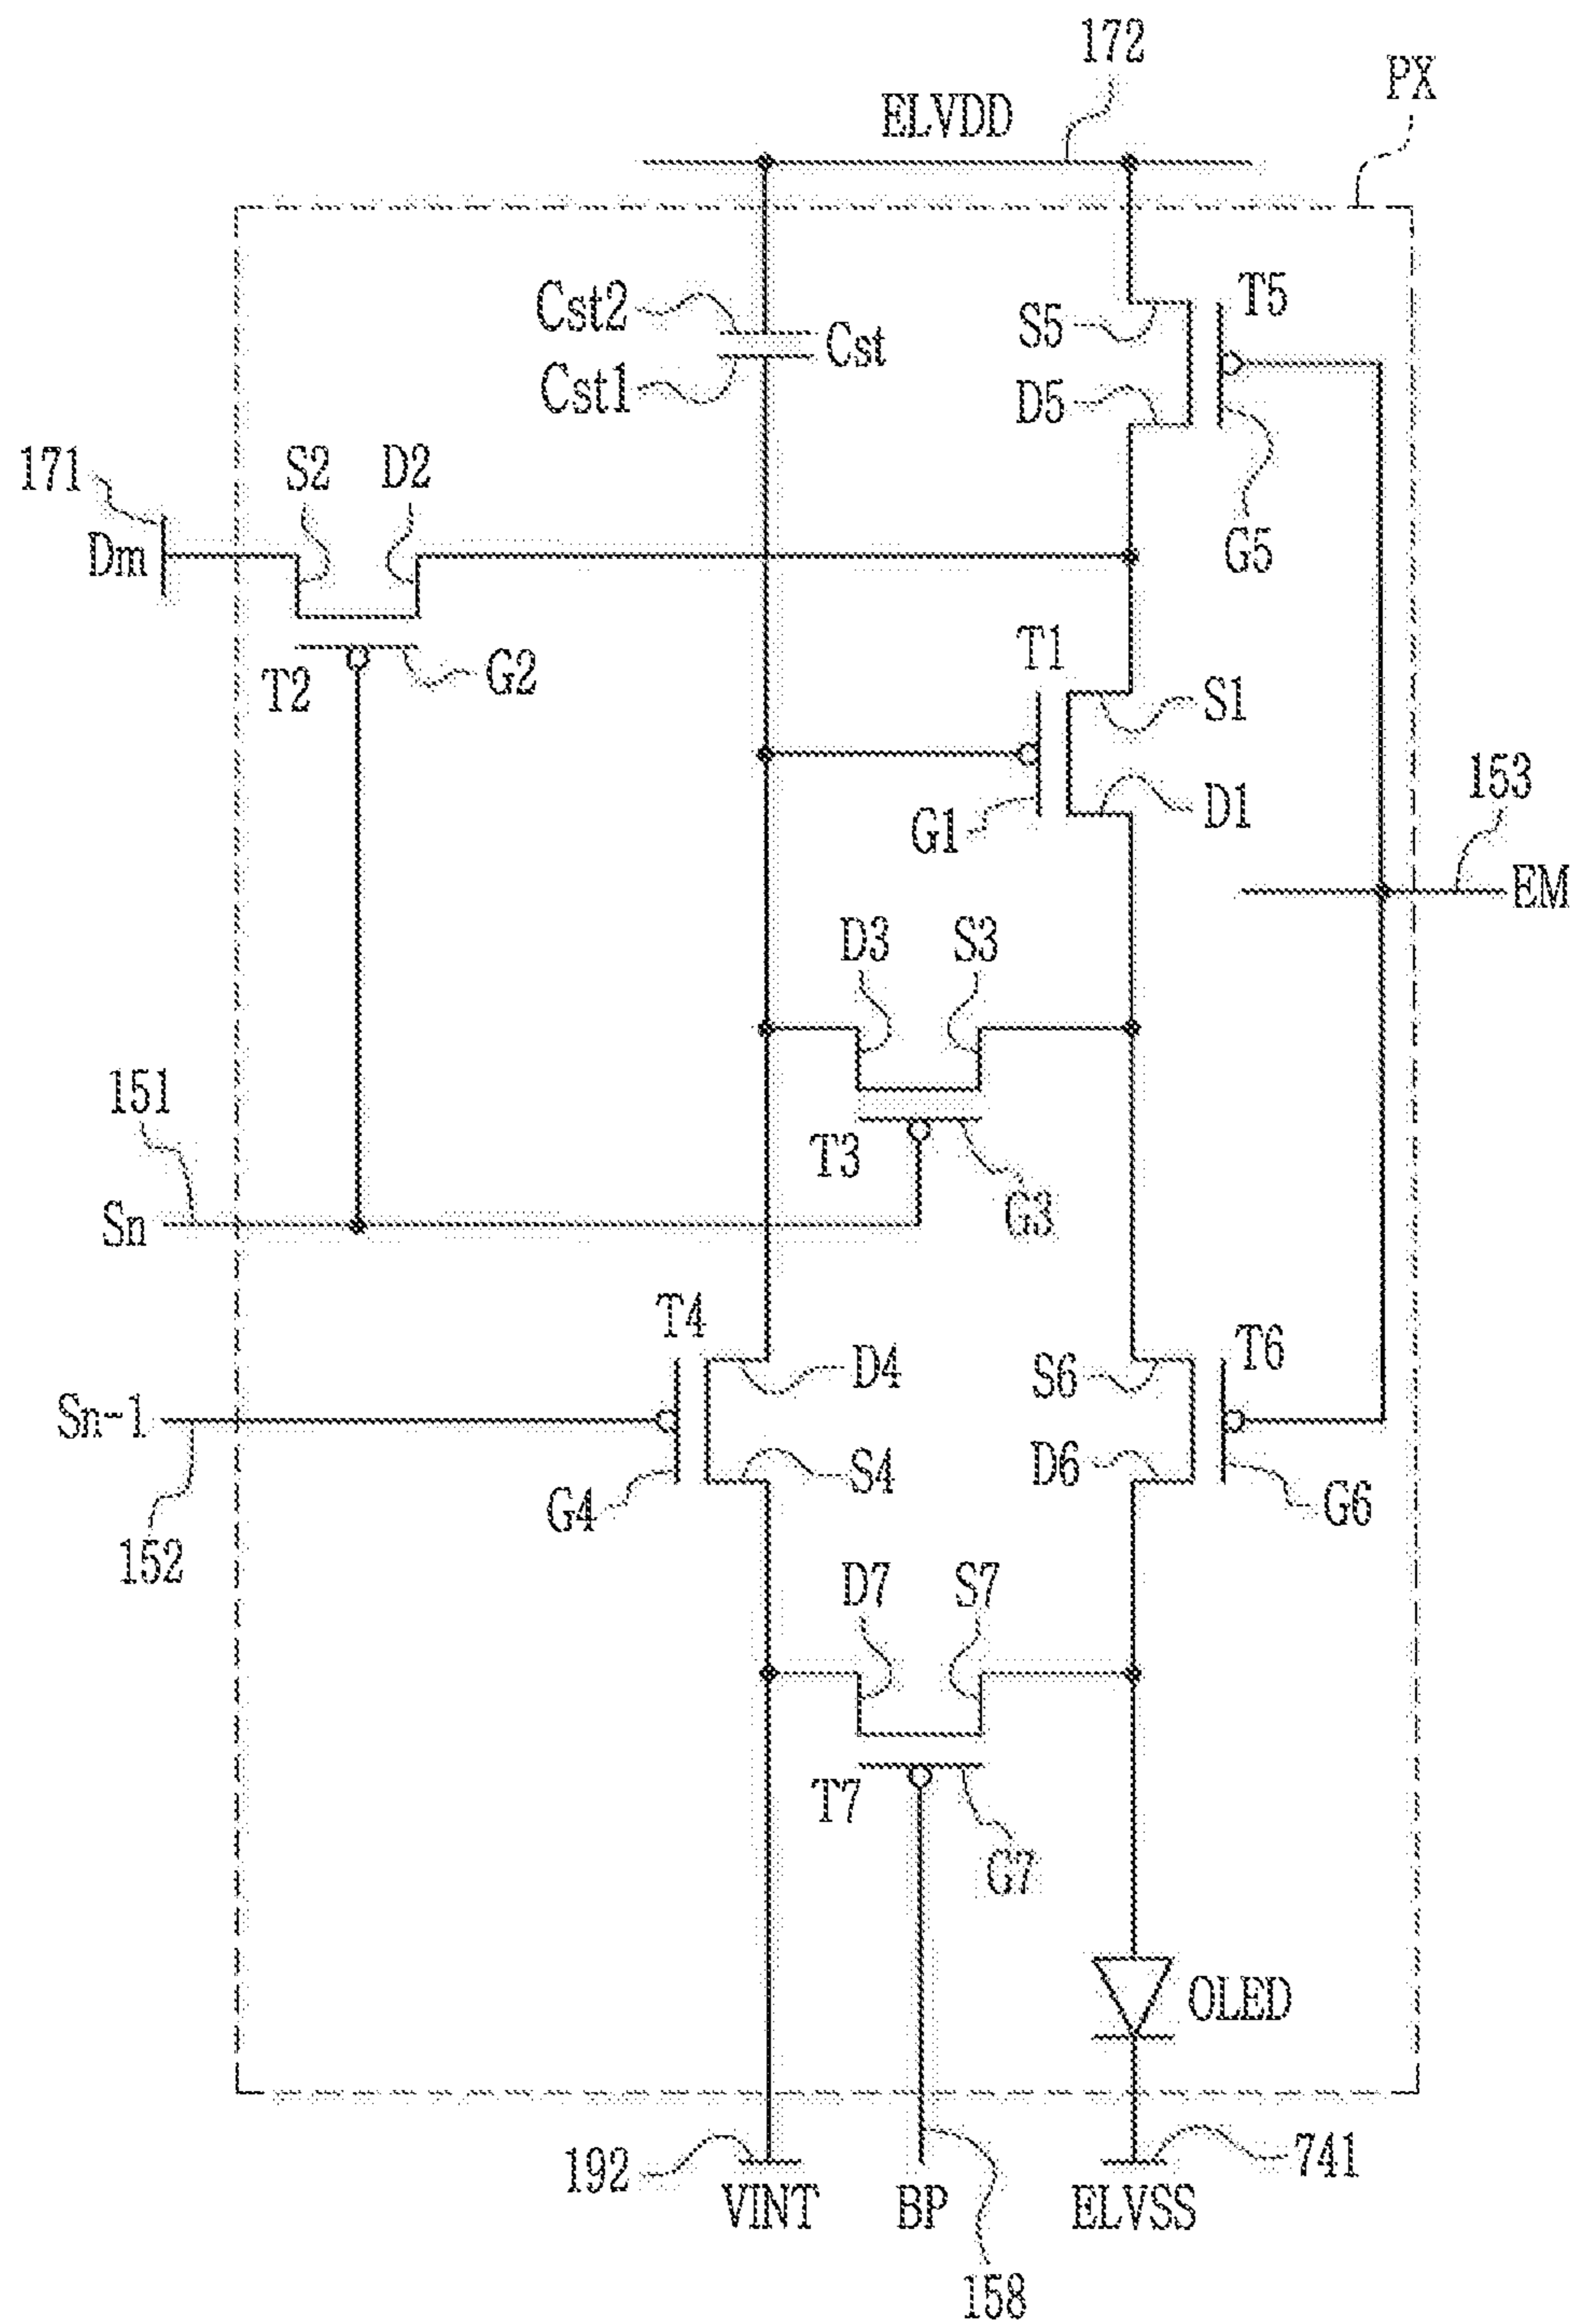 172
PX
ELVDD
Cst2
Cst
Cst1
S5
T5
D5
G5
171
Dm
S2
D2
T2
G2
T1
S1
G1
D1
153
EM
D3
S3
T3
G3
151
Sn
T4
D4
S6
T6
Sn-1
G4
S4
D6
G6
152
D7
S7
T7
G7
OLED
192
VINT
BP
ELVSS
741
158